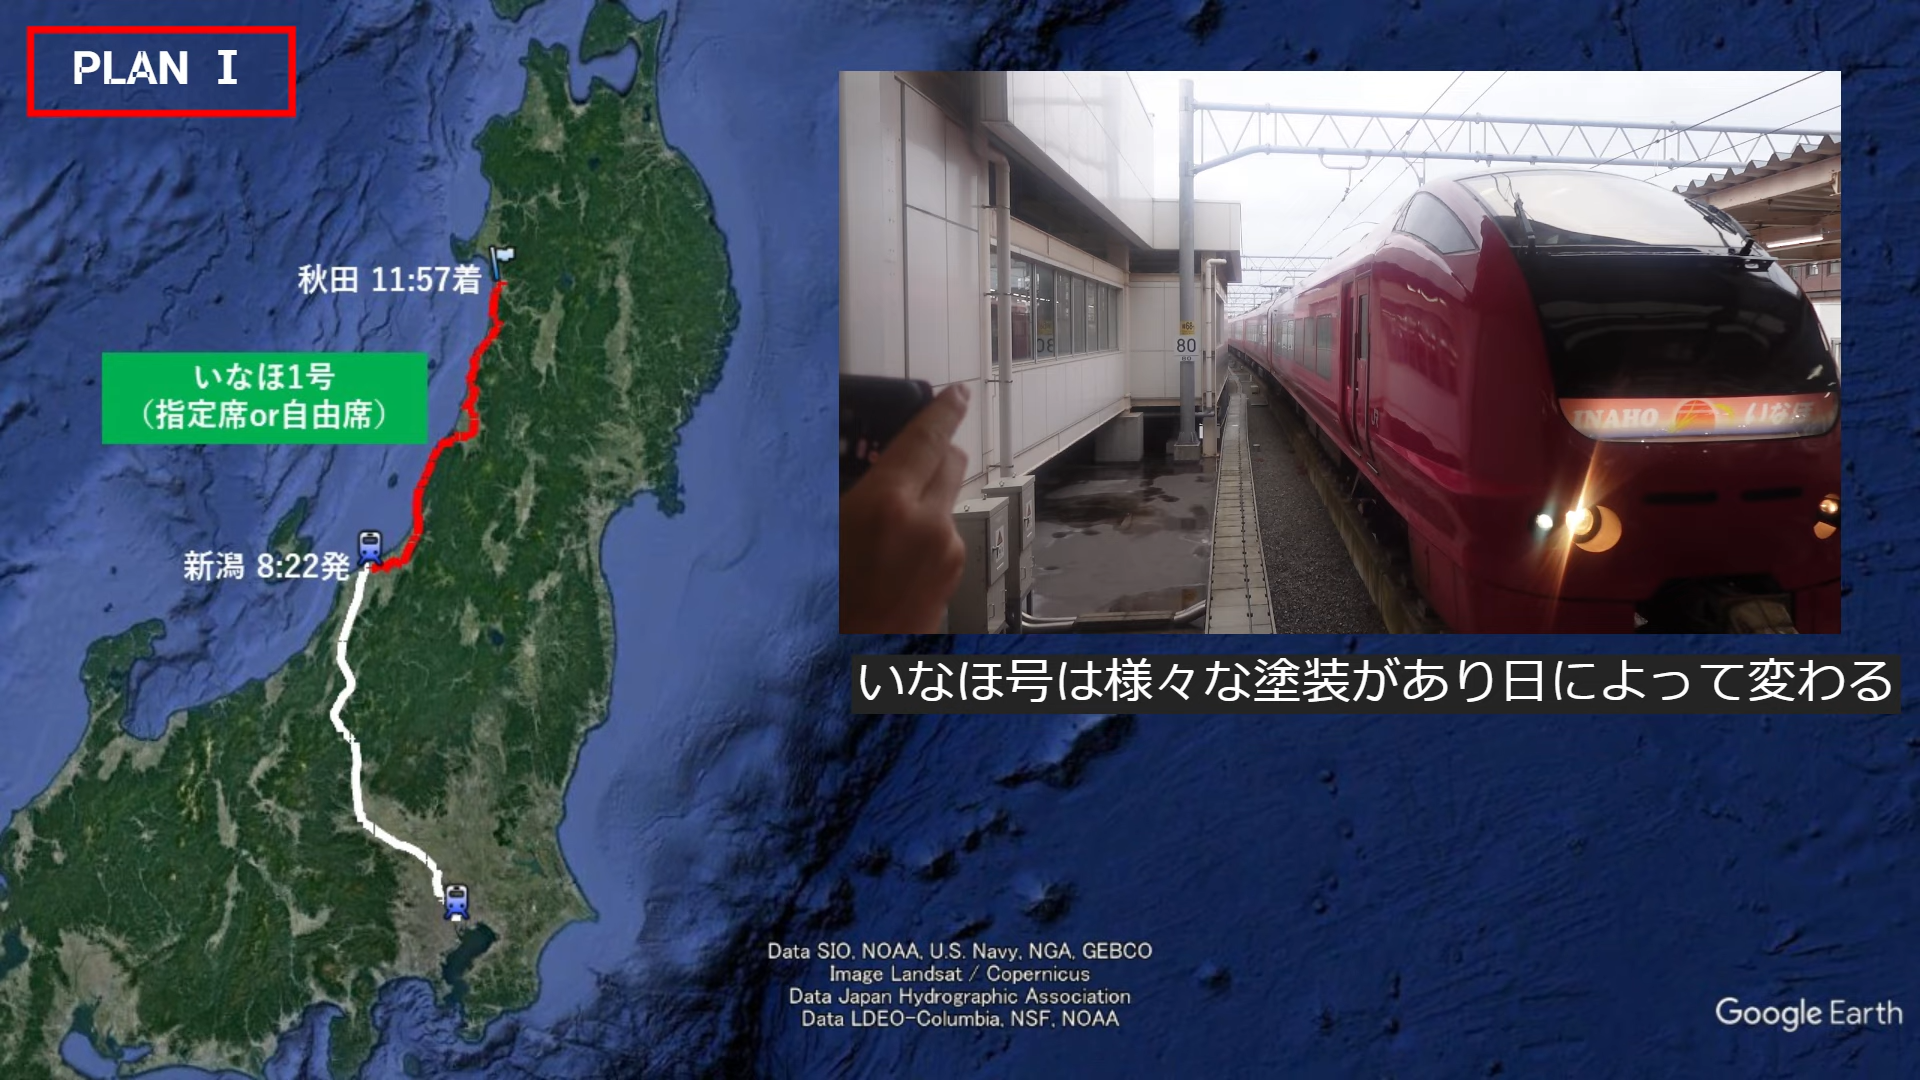 PLAN I
秋田 11:57着
いなほ1号
（指定席or自由席）
新潟 8:22発
80
INAHO いなほ
JR
いなほ号は様々な塗装があり日によって変わる
Data SIO, NOAA, U.S. Navy, NGA, GEBCO
Image Landsat / Copernicus
Data Japan Hydrographic Association
Data LDEO-Columbia, NSF, NOAA
Google Earth